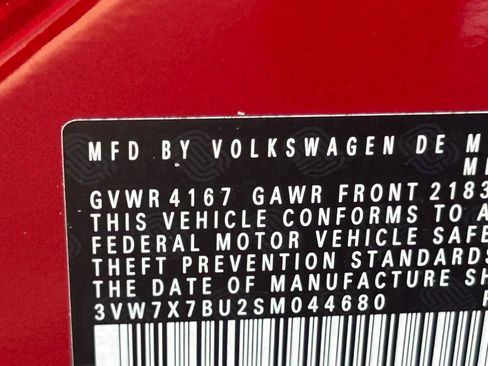 MFD BY VOLKSWAGEN DE M
GVWR 4167 GAWR FRONT 2183
THIS VEHICLE CONFORMS TO A
FEDERAL MOTOR VEHICLE SAFE
THEFT PREVENTION STANDARDS
THE DATE OF MANUFACTURE SH
3VW7X7BU2SM044680